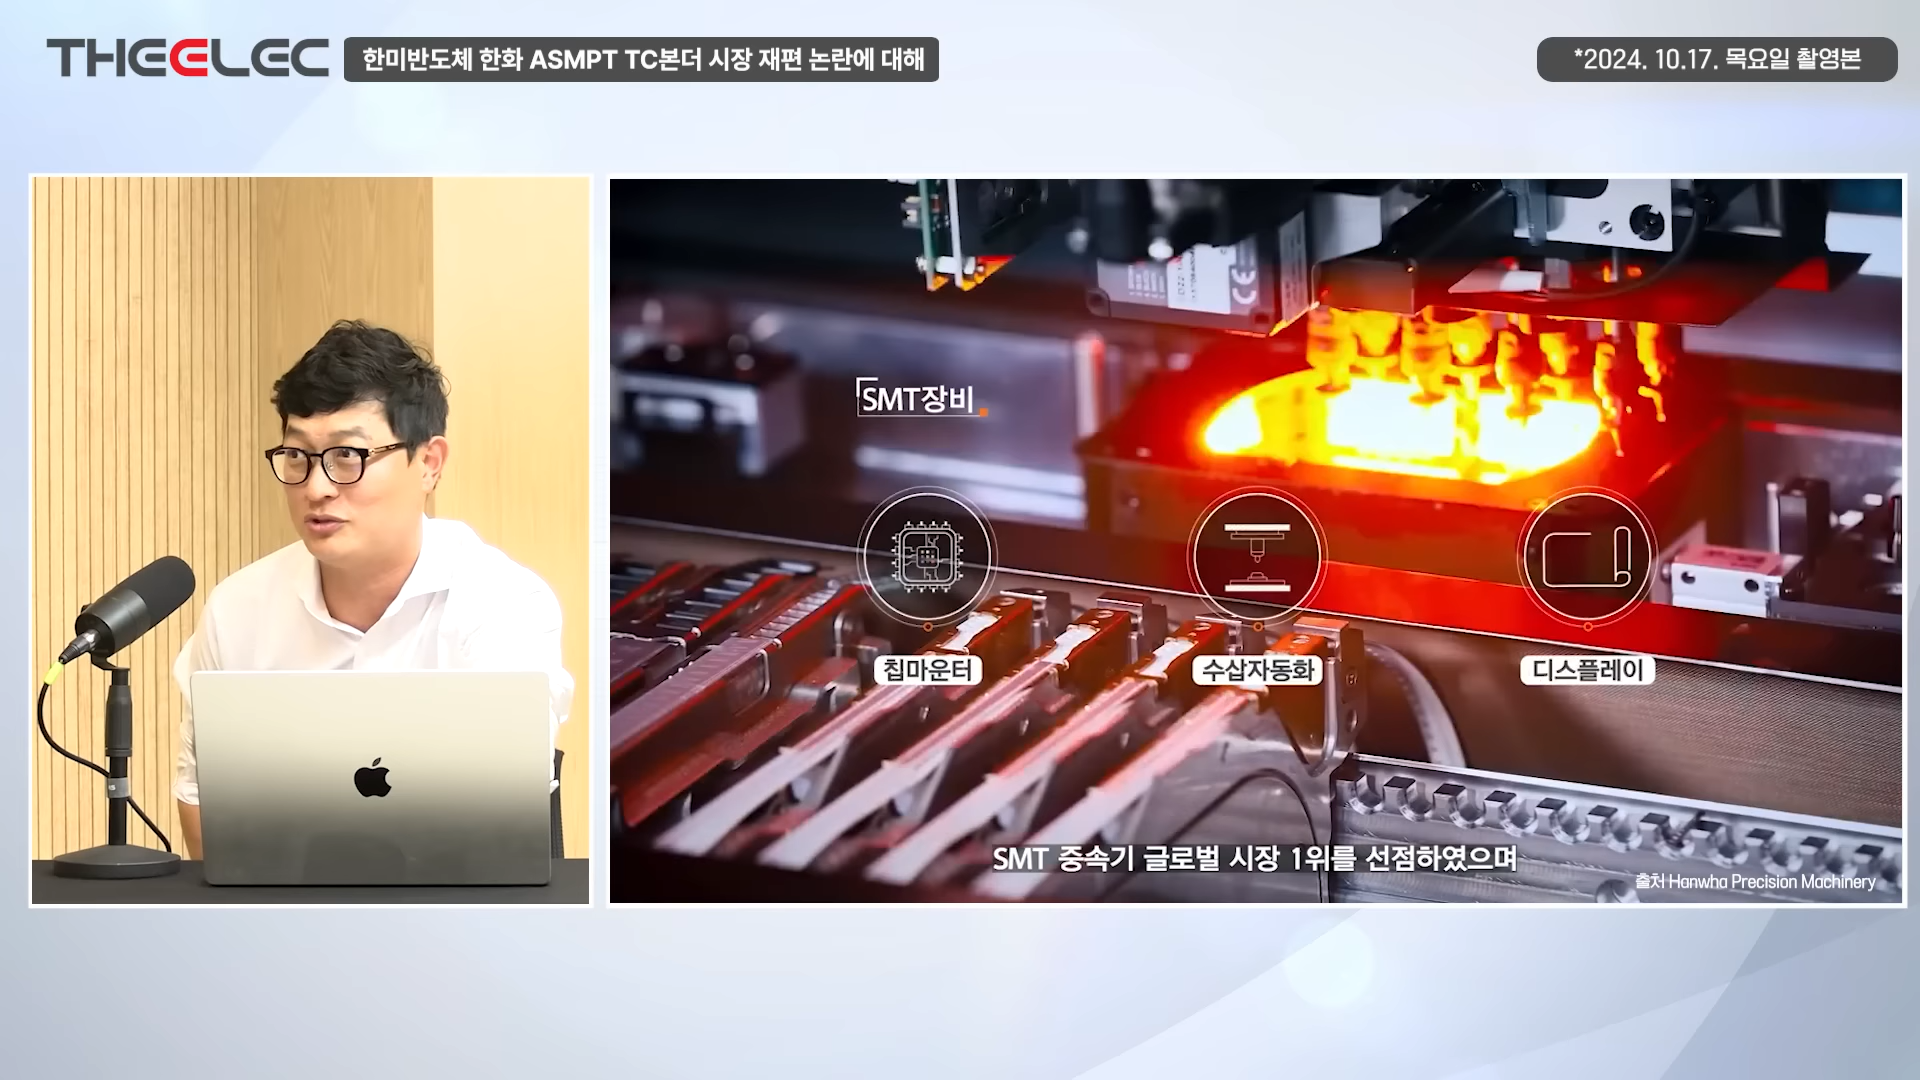 THEELEC
한미반도체 한화 ASMPT TC본더 시장 재편 논란에 대해
*2024. 10.17. 목요일 촬영본
SMT장비
칩마운터
수삽자동화
디스플레이
SMT 중속기 글로벌 시장 1위를 선점하였으며
출처 Hanwha Precision Machinery